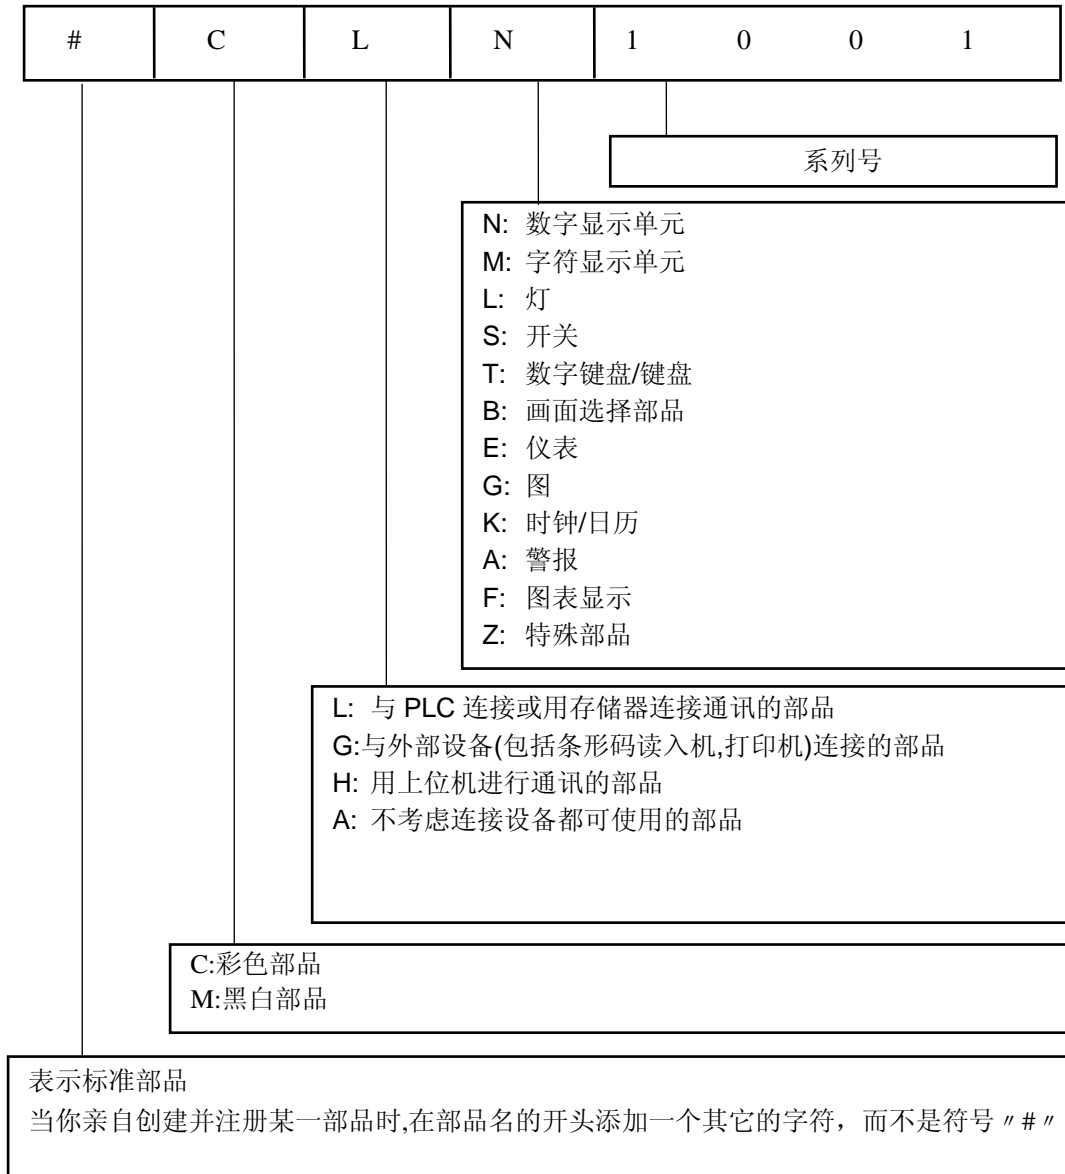 # C L N 1 0 0 1
系列号
N: 数字显示单元
M: 字符显示单元
L: 灯
S: 开关
T: 数字键盘/键盘
B: 画面选择部品
E: 仪表
G: 图
K: 时钟/日历
A: 警报
F: 图表显示
Z: 特殊部品
L: 与 PLC 连接或用存储器连接通讯的部品
G:与外部设备(包括条形码读入机,打印机)连接的部品
H: 用上位机进行通讯的部品
A: 不考虑连接设备都可使用的部品
C:彩色部品
M:黑白部品
表示标准部品
当你亲自创建并注册某一部品时,在部品名的开头添加一个其它的字符，而不是符号〃#〃